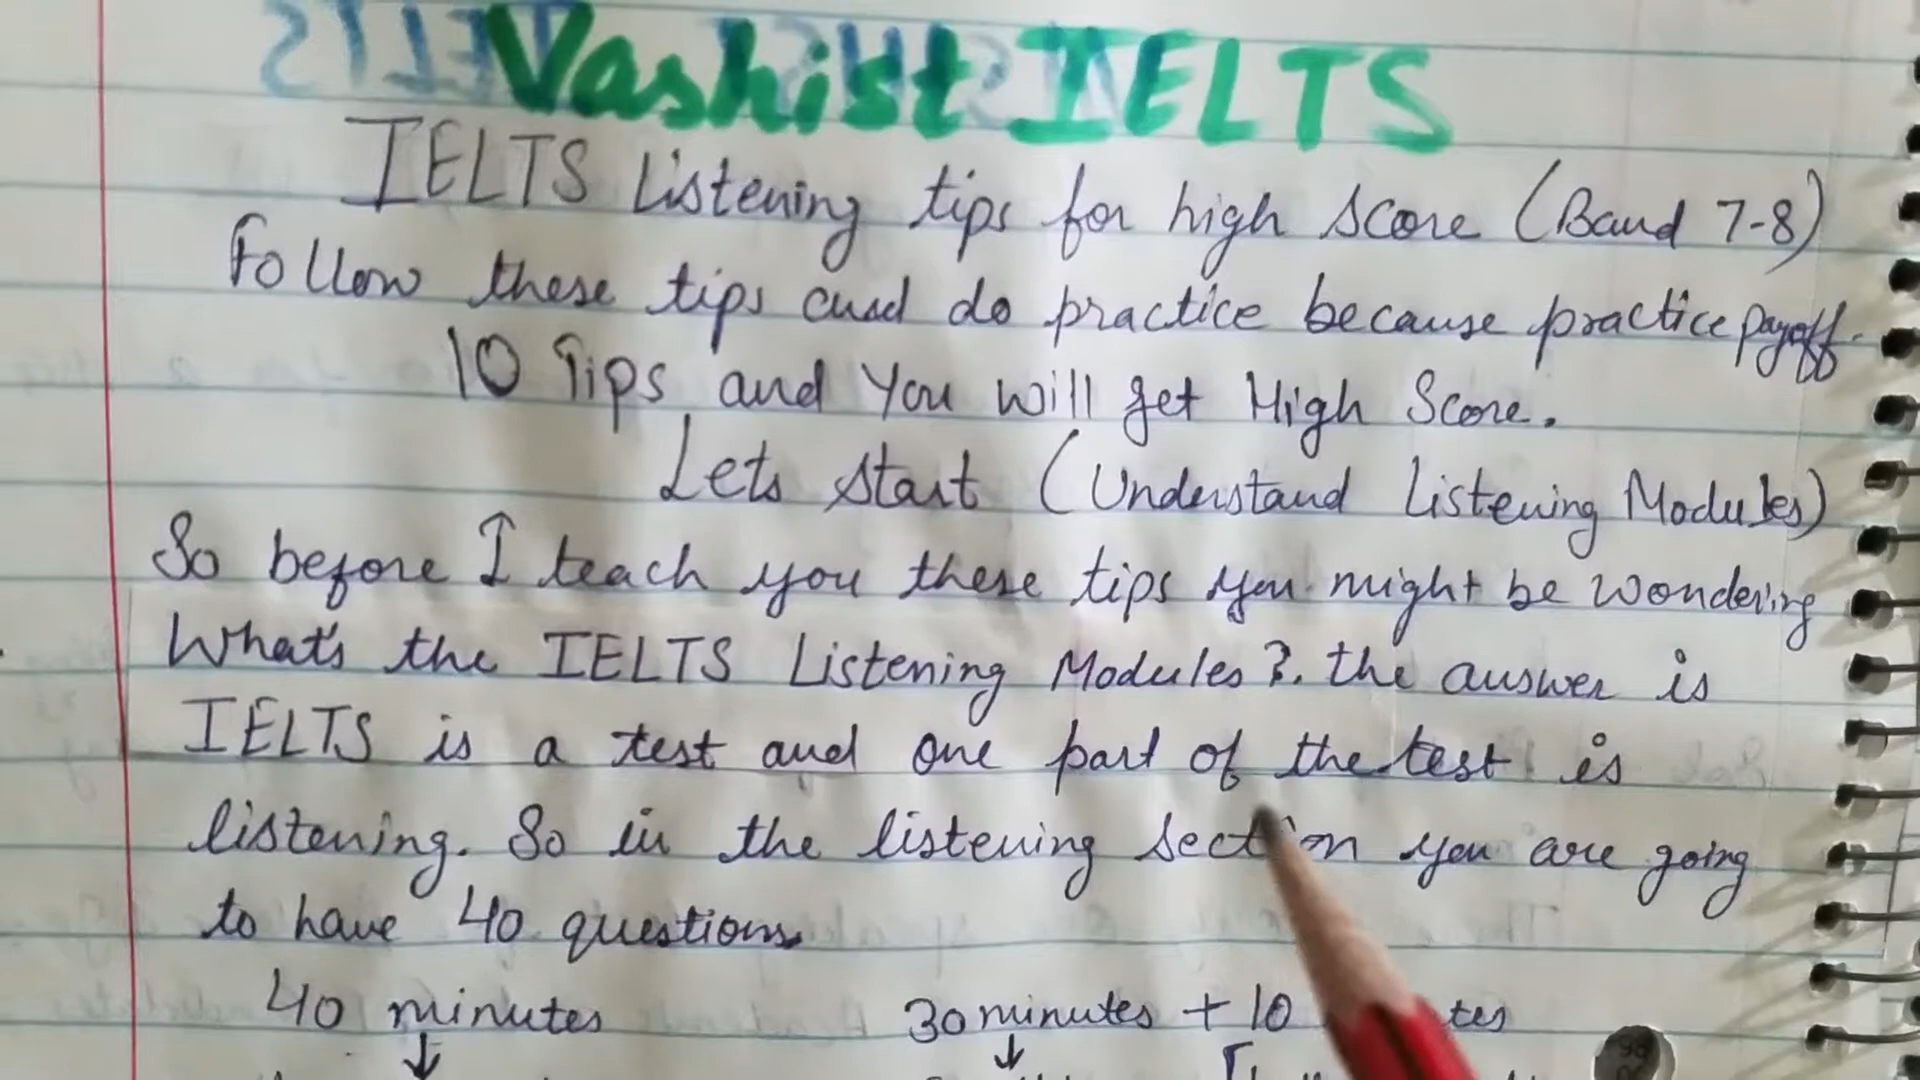 Vashist IELTS
IELTS Listening tips for high score (Band 7-8)
Follow these tips and do practice because practice payoff.
10 Tips and You will get High Score.
Lets start (Understand Listening Modules)
So before I teach you these tips you might be wondering
What's the IELTS Listening Modules?. the answer is
IELTS is a test and one part of the test is
listening. So in the listening section you are going
to have 40 questions.
40 minutes 30 minutes + 10